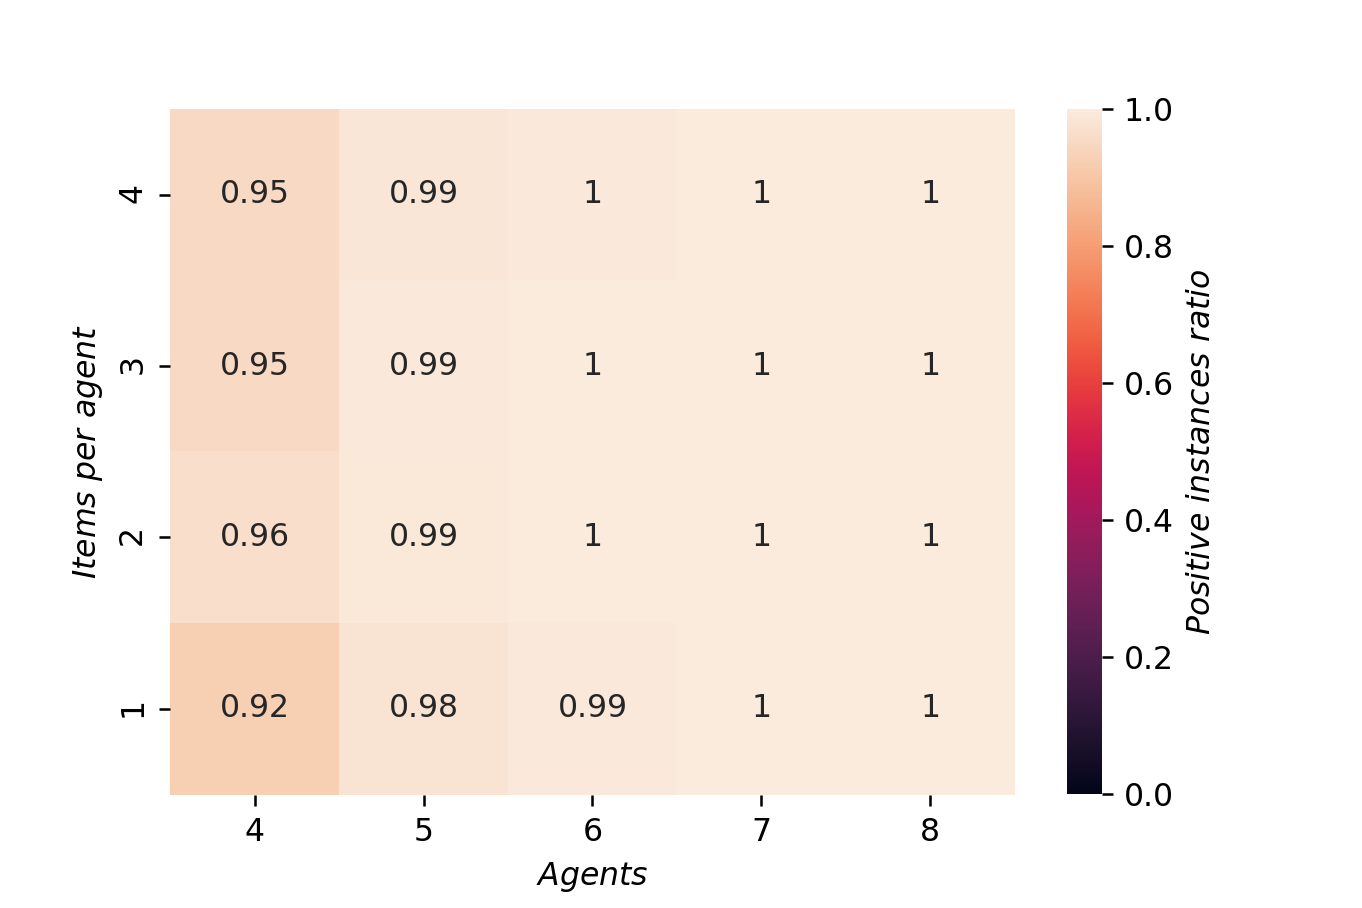 4 0.95 0.99 1 1 1
3 0.95 0.99 1 1 1
2 0.96 0.99 1 1 1
1 0.92 0.98 0.99 1 1
4 5 6 7 8
Agents
Items per agent
1.0
0.8
0.6
0.4
0.2
0.0
Positive instances ratio